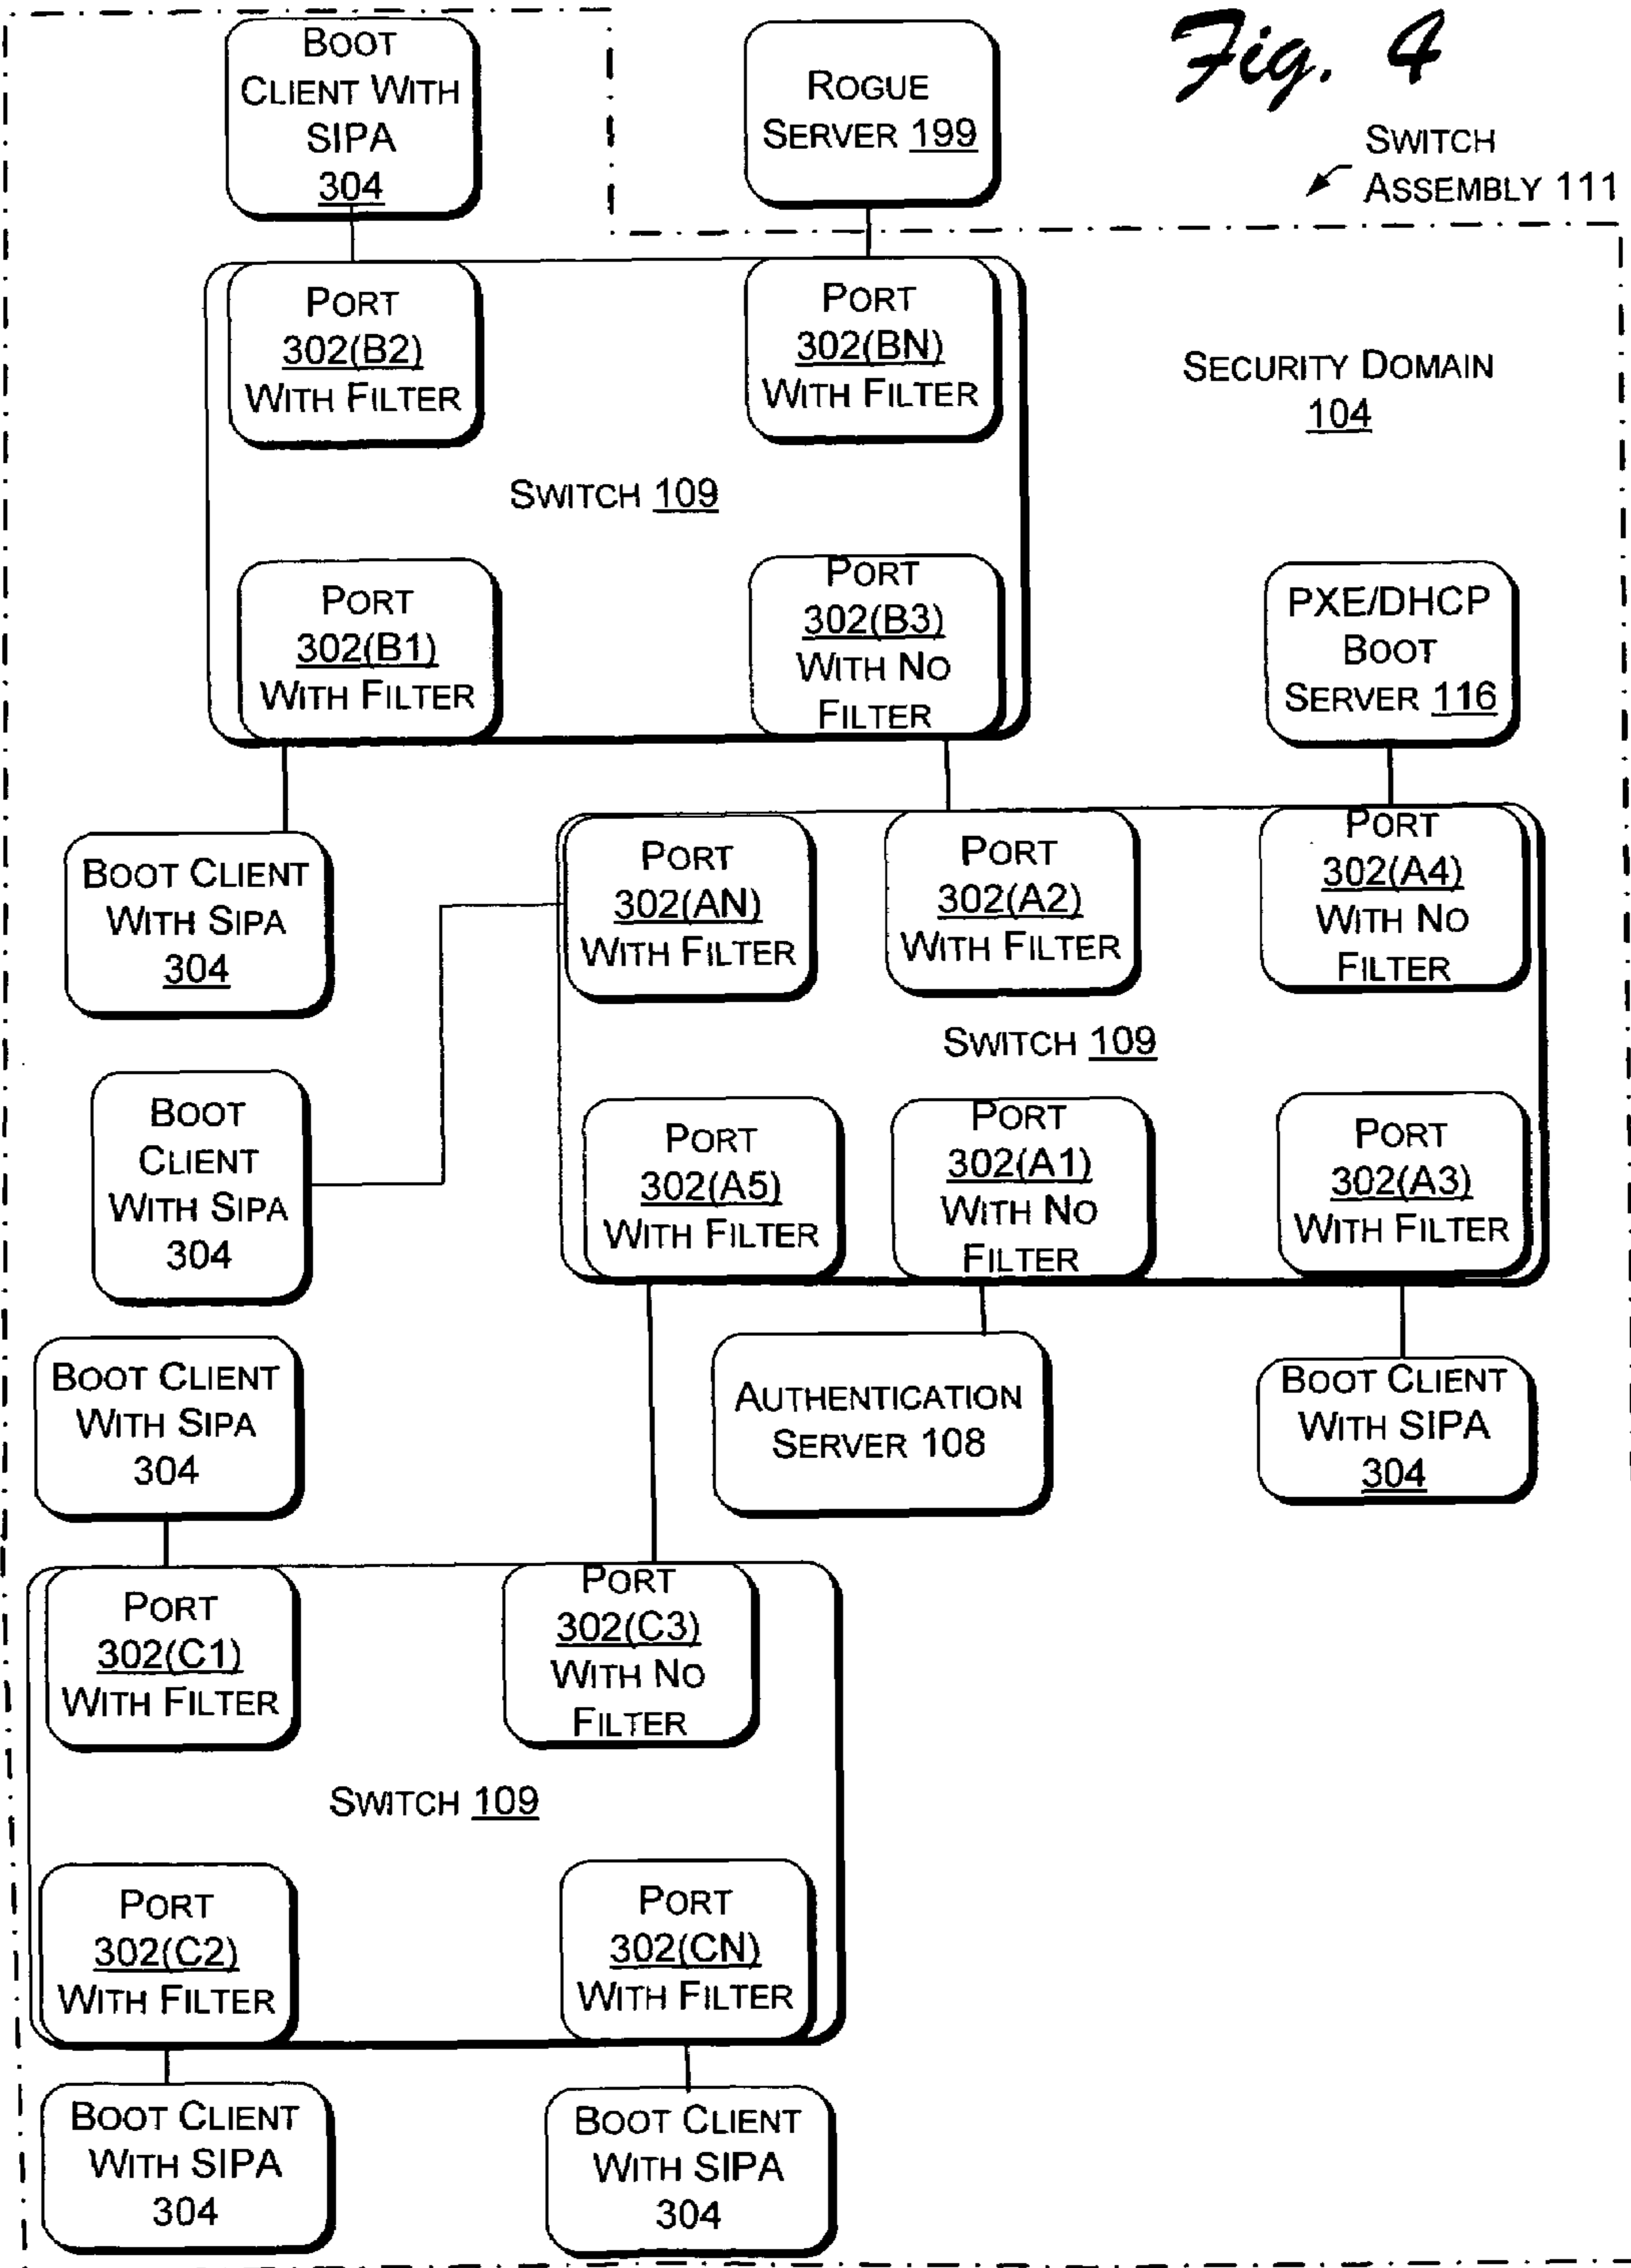 Fig. 4
SWITCH
ASSEMBLY 111
BOOT
CLIENT WITH
SIPA
304
ROGUE
SERVER 199
PORT
302(B2)
WITH FILTER
PORT
302(BN)
WITH FILTER
SECURITY DOMAIN
104
SWITCH 109
PORT
302(B1)
WITH FILTER
PORT
302(B3)
WITH NO
FILTER
PXE/DHCP
BOOT
SERVER 116
BOOT CLIENT
WITH SIPA
304
PORT
302(AN)
WITH FILTER
PORT
302(A2)
WITH FILTER
PORT
302(A4)
WITH NO
FILTER
SWITCH 109
BOOT
CLIENT
WITH SIPA
304
PORT
302(A5)
WITH FILTER
PORT
302(A1)
WITH NO
FILTER
PORT
302(A3)
WITH FILTER
BOOT CLIENT
WITH SIPA
304
AUTHENTICATION
SERVER 108
BOOT CLIENT
WITH SIPA
304
PORT
302(C1)
WITH FILTER
PORT
302(C3)
WITH NO
FILTER
SWITCH 109
PORT
302(C2)
WITH FILTER
PORT
302(CN)
WITH FILTER
BOOT CLIENT
WITH SIPA
304
BOOT CLIENT
WITH SIPA
304